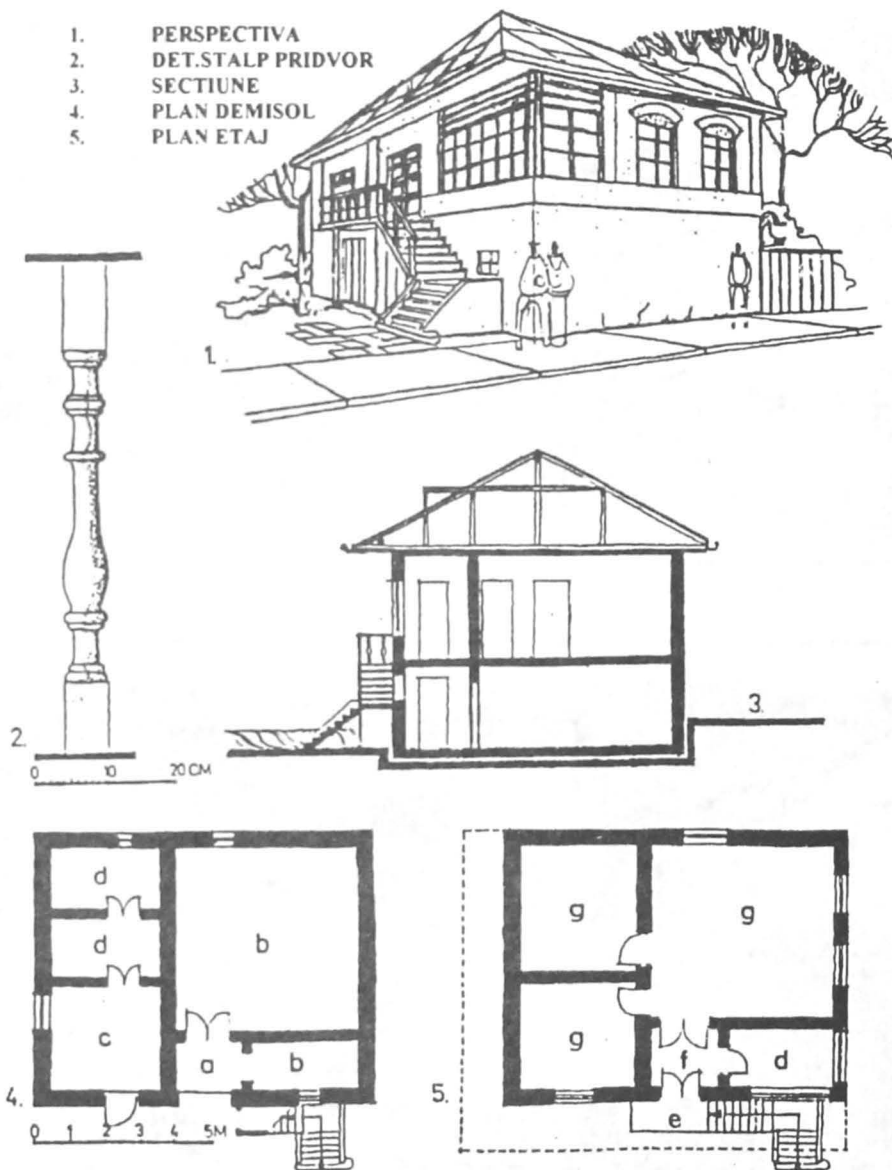 1. PERSPECTIVA
2. DET.STALP PRIDVOR
3. SECTIUNE
4. PLAN DEMISOL
5. PLAN ETAJ
1.
2.
0 10 20 CM
3.
d
d
b
c
a
b
4.
0 1 2 3 4 5M
g
g
g
f
d
e
5.